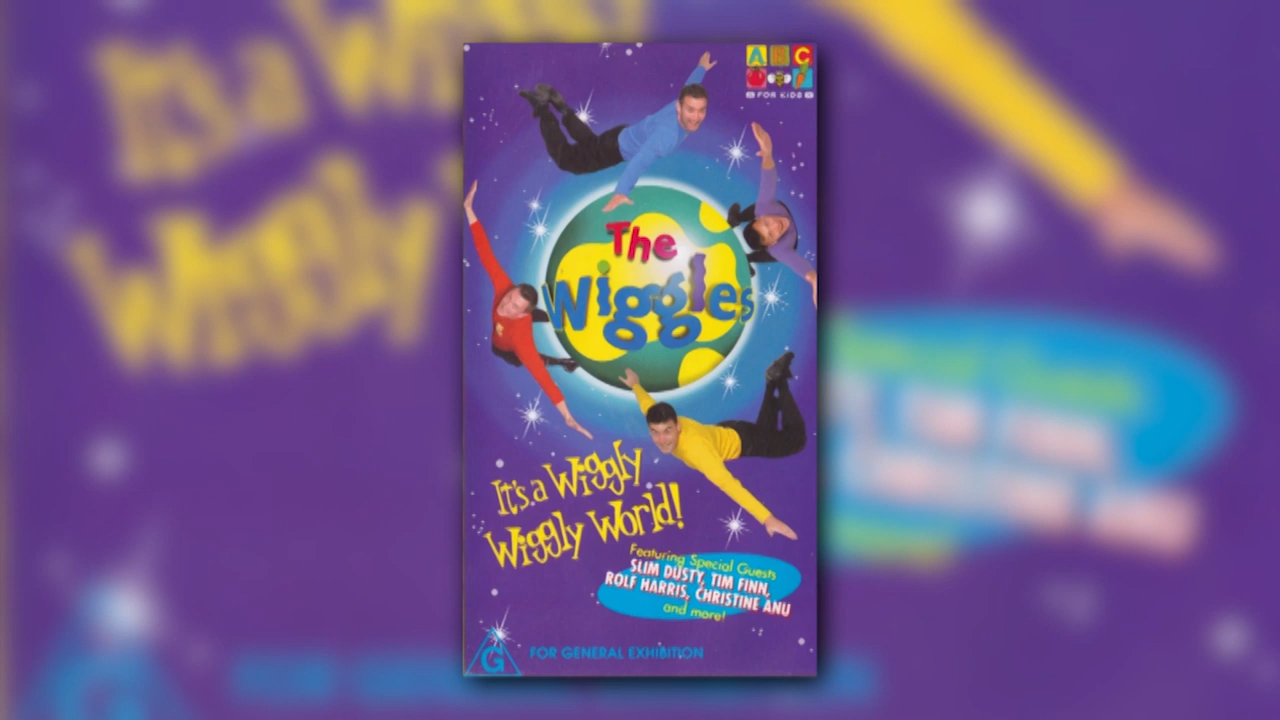 ABC
FOR KIDS
The
Wiggles
It's a Wiggly
Wiggly World!
Featuring Special Guests
SLIM DUSTY, TIM FINN,
ROLF HARRIS, CHRISTINE ANU
and more!
G FOR GENERAL EXHIBITION